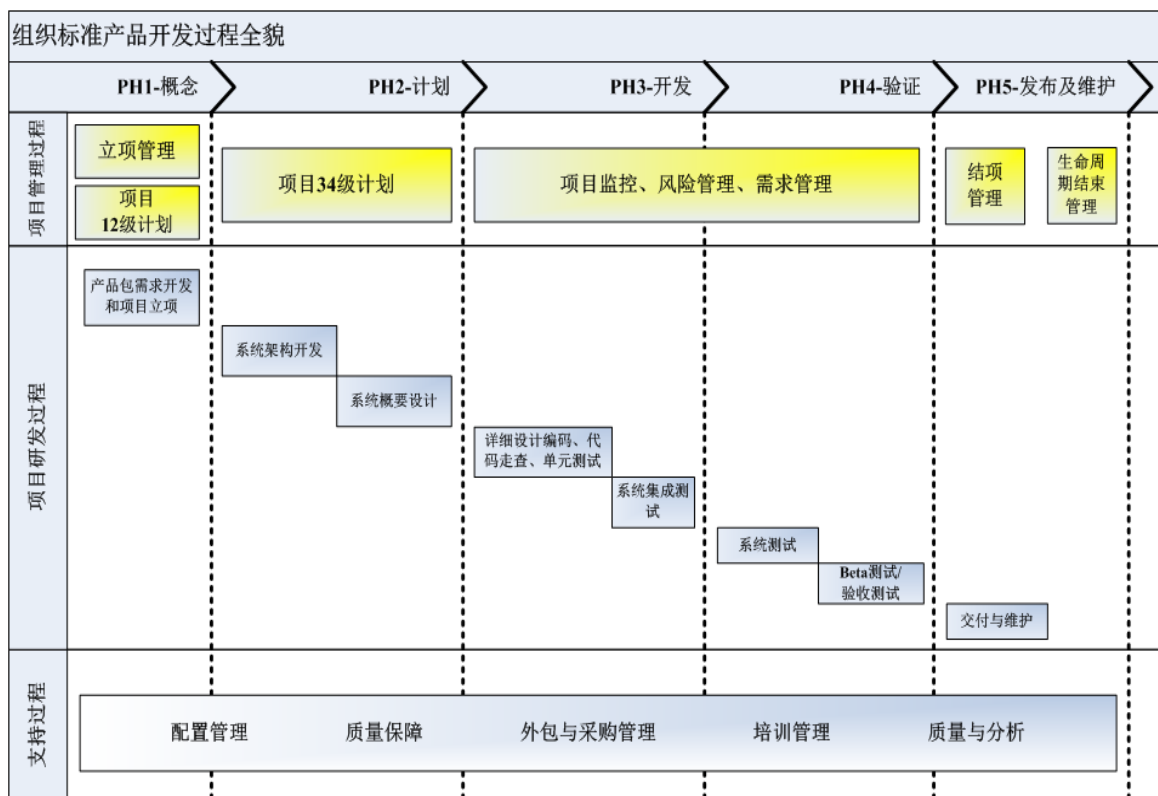 组织标准产品开发过程全貌
PH1-概念
PH2-计划
PH3-开发
PH4-验证
PH5-发布及维护
项目管理过程
立项管理
项目
12级计划
项目34级计划
项目监控、风险管理、需求管理
结项
管理
生命周
期结束
管理
项目研发过程
产品包需求开发
和项目立项
系统架构开发
系统概要设计
详细设计编码、代
码走查、单元测试
系统集成测
试
系统测试
Beta测试/
验收测试
交付与维护
支持过程
配置管理
质量保障
外包与采购管理
培训管理
质量与分析